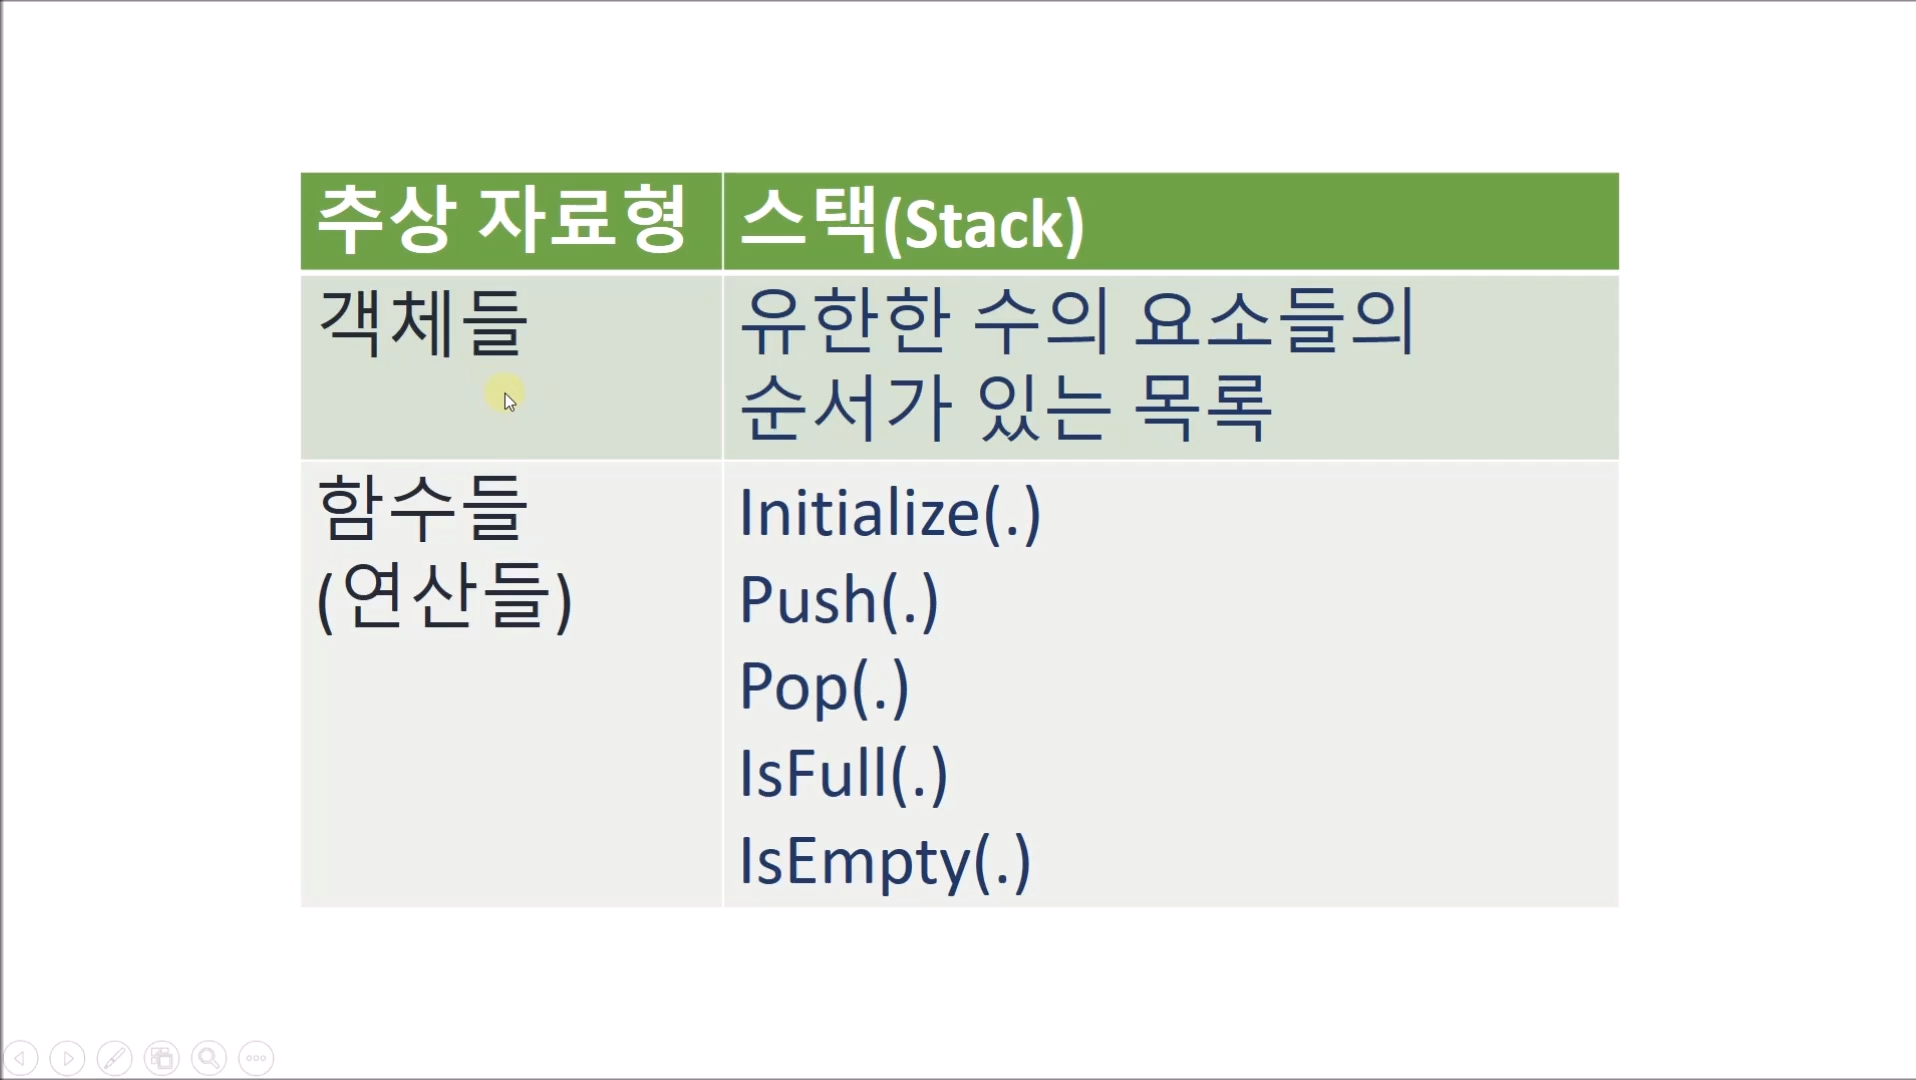 추상 자료형
스택(Stack)
객체들
유한한 수의 요소들의
순서가 있는 목록
함수들
(연산들)
Initialize(.)
Push(.)
Pop(.)
IsFull(.)
IsEmpty(.)